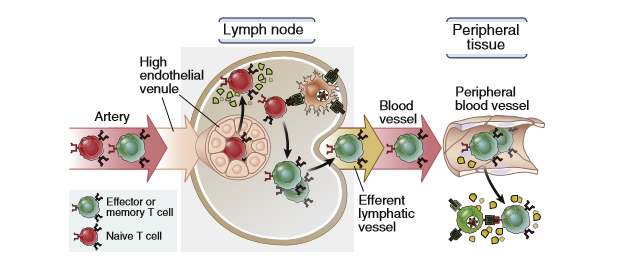 Lymph node
Peripheral
tissue
High
endothelial
venule
Artery
Blood
vessel
Peripheral
blood vessel
Efferent
lymphatic
vessel
Effector or
memory T cell
Naive T cell